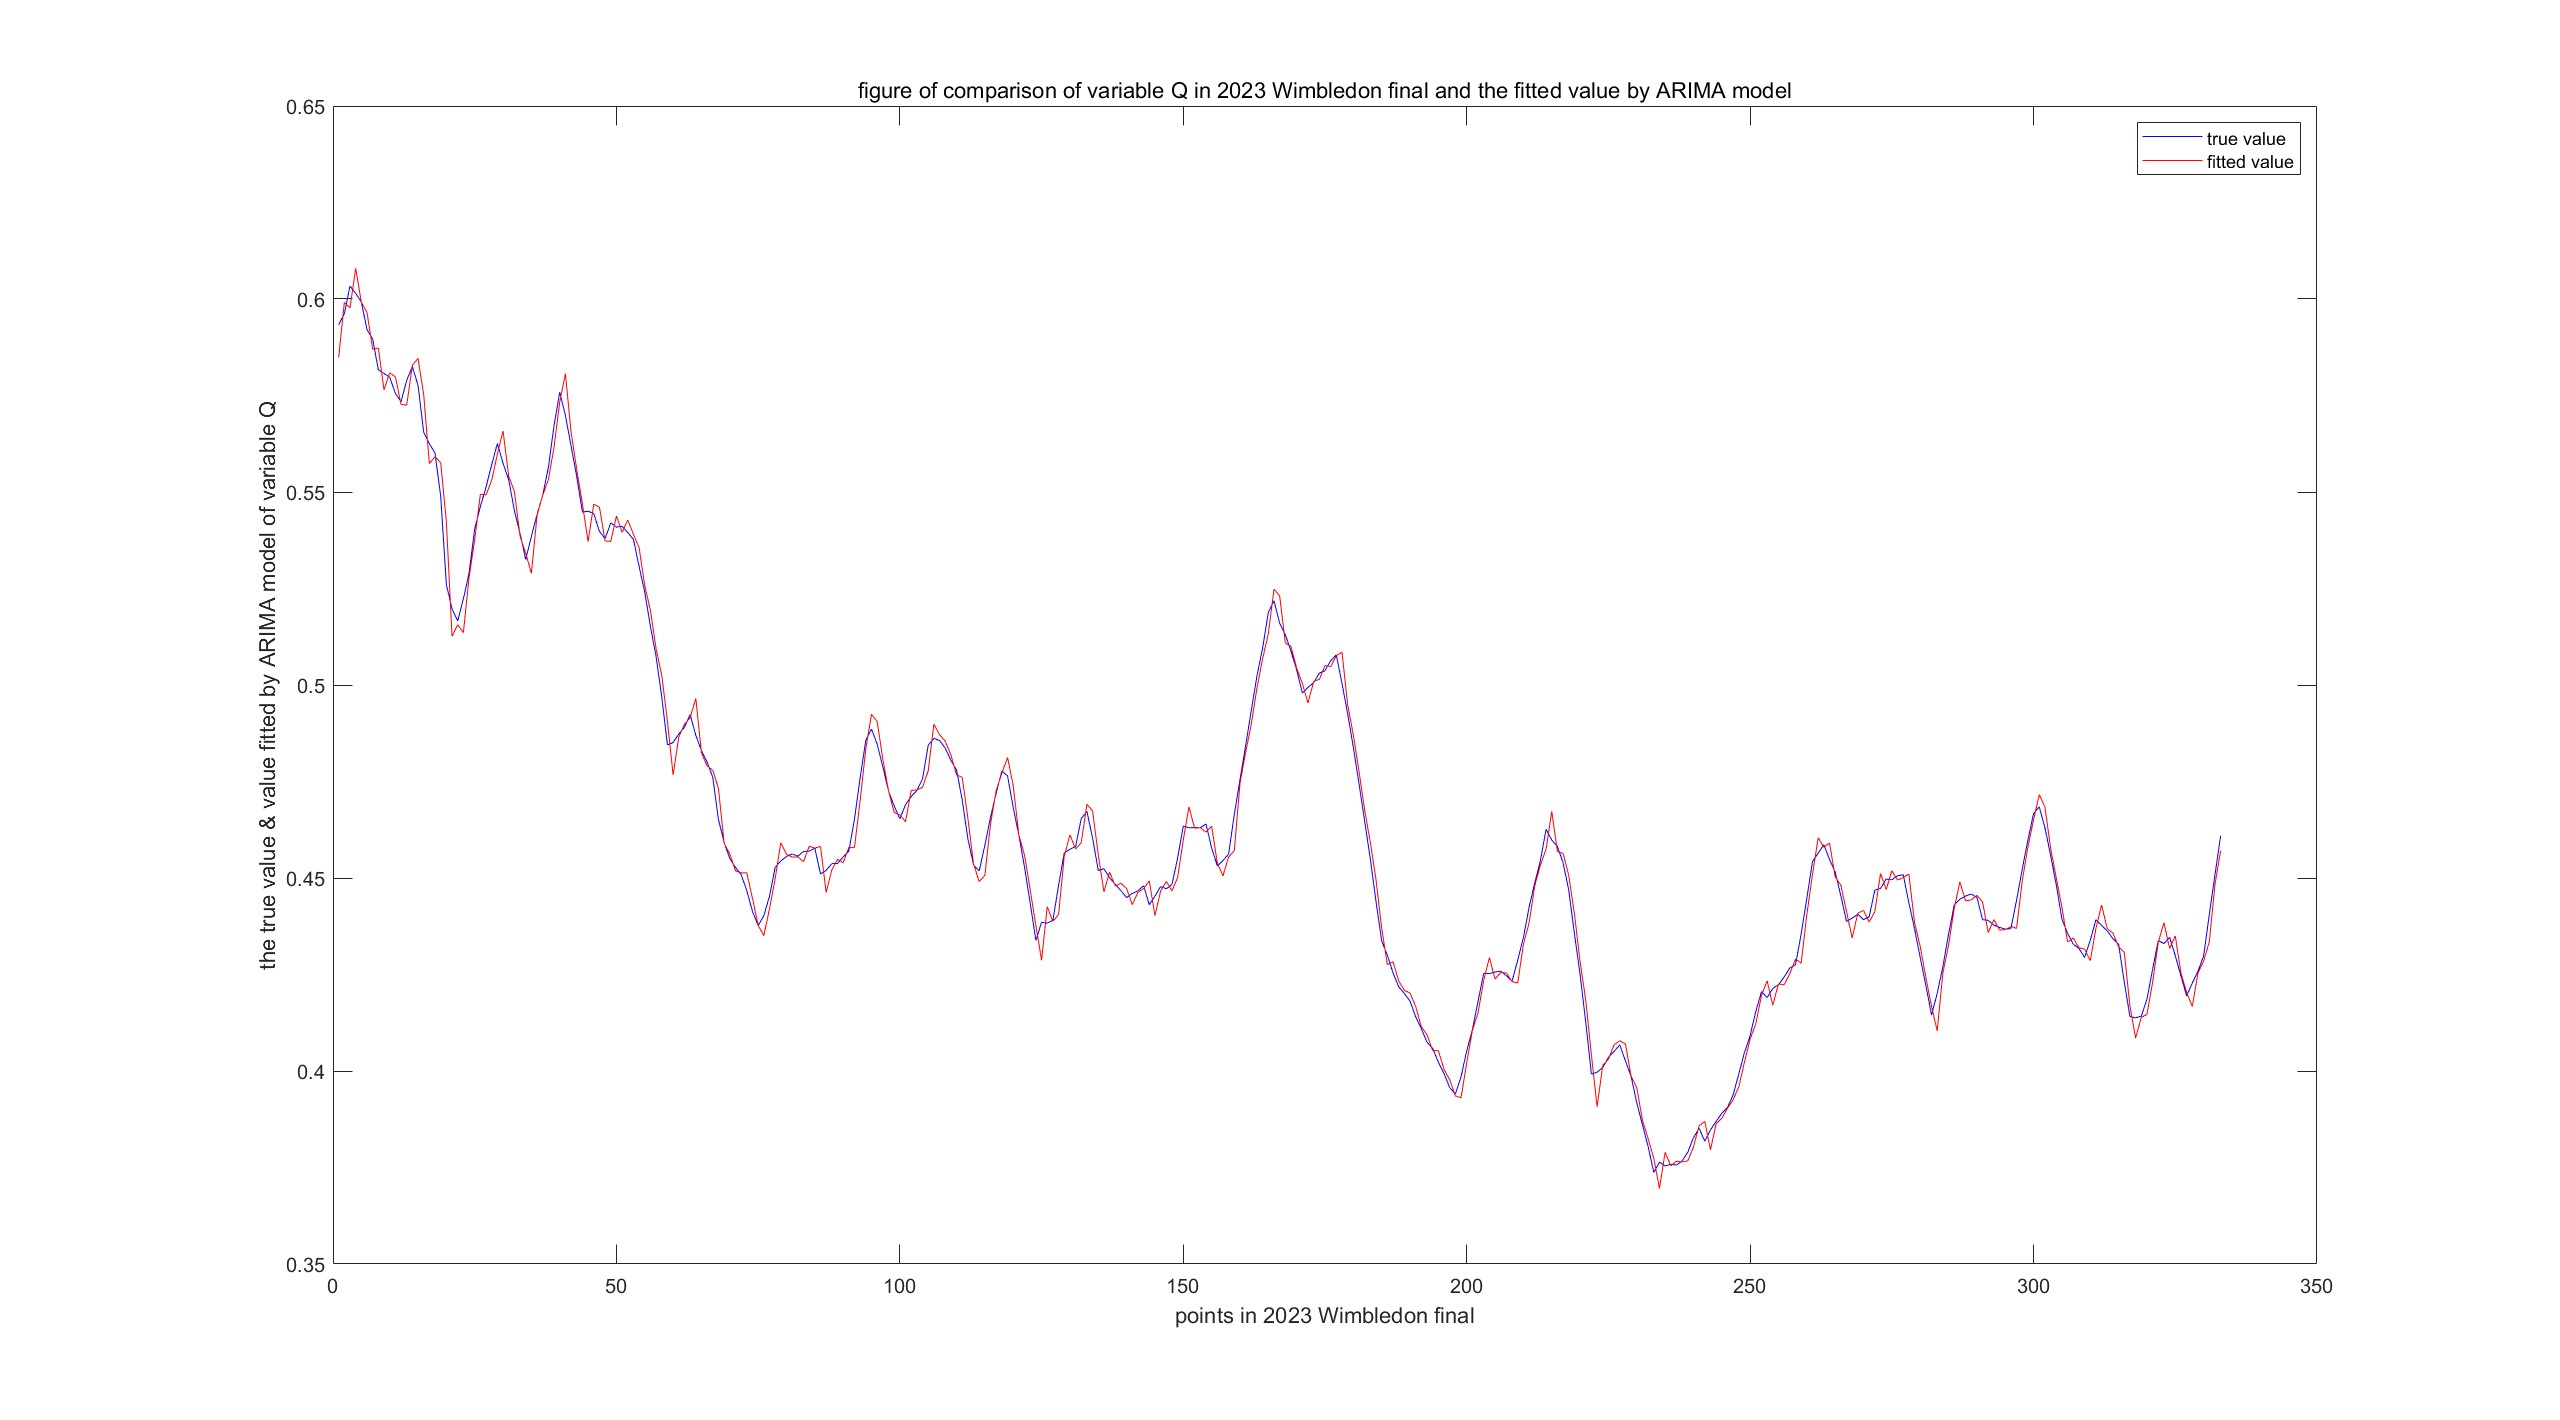 figure of comparison of variable Q in 2023 Wimbledon final and the fitted value by ARIMA model
true value
fitted value
the true value & value fitted by ARIMA model of variable Q
0.65
0.6
0.55
0.5
0.45
0.4
0.35
0 50 100 150 200 250 300 350
points in 2023 Wimbledon final